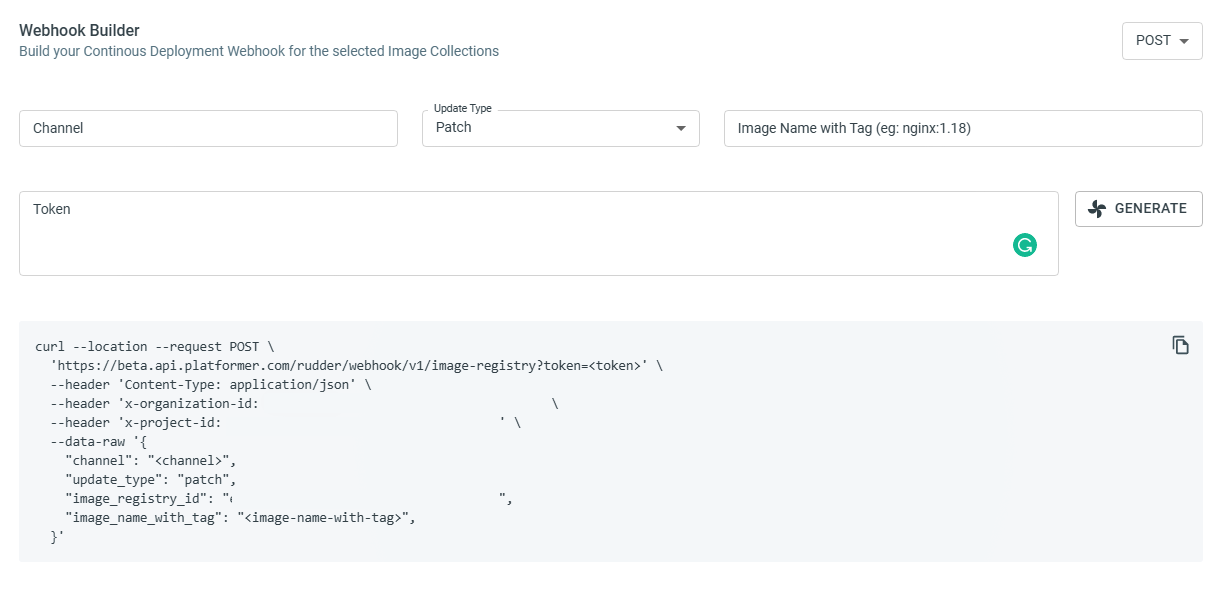 Webhook Builder
Build your Continous Deployment Webhook for the selected Image Collections
POST
Channel
Update Type
Patch
Image Name with Tag (eg: nginx:1.18)
Token
GENERATE
curl --location --request POST \
'https://beta.api.platformer.com/rudder/webhook/v1/image-registry?token=<token>' \
--header 'Content-Type: application/json' \
--header 'x-organization-id: \
--header 'x-project-id: ' \
--data-raw '{
"channel": "<channel>",
"update_type": "patch",
"image_registry_id": " ",
"image_name_with_tag": "<image-name-with-tag>",
}'